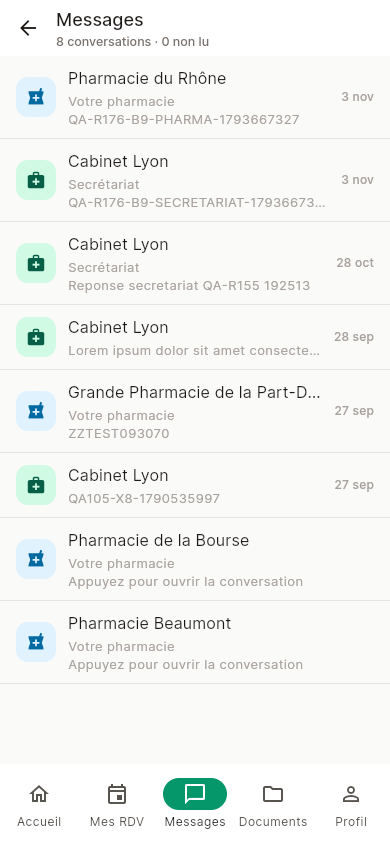 Messages
8 conversations · 0 non lu
Pharmacie du Rhône
Votre pharmacie
QA-R176-B9-PHARMA-1793667327
3 nov
Cabinet Lyon
Secrétariat
QA-R176-B9-SECRETARIAT-17936673...
3 nov
Cabinet Lyon
Secrétariat
Reponse secretariat QA-R155 192513
28 oct
Cabinet Lyon
Lorem ipsum dolor sit amet consecte...
28 sep
Grande Pharmacie de la Part-D...
Votre pharmacie
ZZTEST093070
27 sep
Cabinet Lyon
QA105-X8-1790535997
27 sep
Pharmacie de la Bourse
Votre pharmacie
Appuyez pour ouvrir la conversation
Pharmacie Beaumont
Votre pharmacie
Appuyez pour ouvrir la conversation
Accueil
Mes RDV
Messages
Documents
Profil